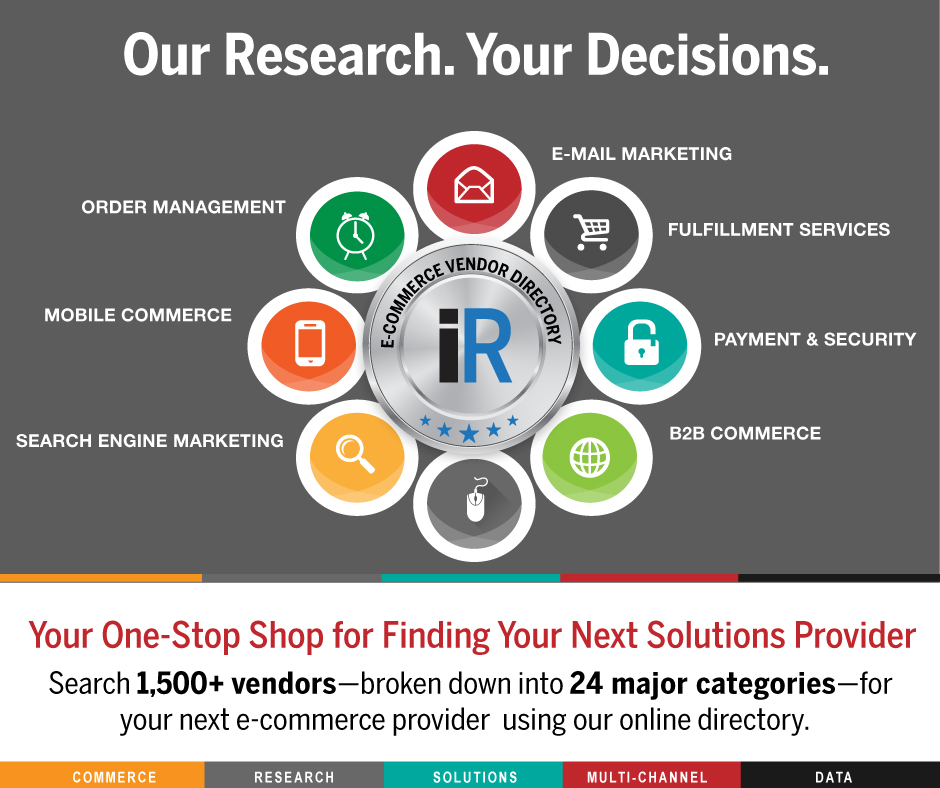 Our Research. Your Decisions.
E-MAIL MARKETING
ORDER MANAGEMENT
FULFILLMENT SERVICES
MOBILE COMMERCE
E-COMMERCE VENDOR DIRECTORY
iR
PAYMENT & SECURITY
SEARCH ENGINE MARKETING
B2B COMMERCE
Your One-Stop Shop for Finding Your Next Solutions Provider
Search 1,500+ vendors—broken down into 24 major categories—for
your next e-commerce provider using our online directory.
COMMERCE RESEARCH SOLUTIONS MULTI-CHANNEL DATA